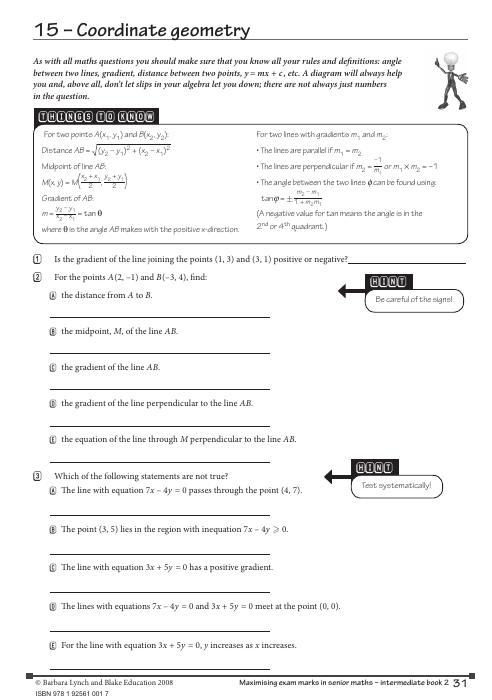 15 – Coordinate geometry
As with all maths questions you should make sure that you know all your rules and definitions: angle
between two lines, gradient, distance between two points, y = mx + c, etc. A diagram will always help
you and, above all, don't let slips in your algebra let you down; there are not always just numbers
in the question.
THINGS TO KNOW
For two points A(x₁, y₁) and B(x₂, y₂):
Distance AB = √((y₂ – y₁)² + (x₂ – x₁)²)
Midpoint of line AB:
M(x, y) = M((x₂ + x₁)/2, (y₂ + y₁)/2)
Gradient of AB:
m = (y₂ – y₁)/(x₂ – x₁) = tan θ
where θ is the angle AB makes with the positive x-direction.
For two lines with gradients m₁ and m₂:
• The lines are parallel if m₁ = m₂
• The lines are perpendicular if m₂ = –1/m₁ or m₁ × m₂ = –1
• The angle between the two lines ϕ can be found using:
tanϕ = ± (m₂ – m₁)/(1 + m₂m₁)
(A negative value for tan means the angle is in the
2nd or 4th quadrant.)
1 Is the gradient of the line joining the points (1, 3) and (3, 1) positive or negative?
2 For the points A(2, –1) and B(–3, 4), find:
HINT
Be careful of the signs!
A the distance from A to B.
B the midpoint, M, of the line AB.
C the gradient of the line AB.
D the gradient of the line perpendicular to the line AB.
E the equation of the line through M perpendicular to the line AB.
3 Which of the following statements are not true?
HINT
Test systematically!
A The line with equation 7x – 4y = 0 passes through the point (4, 7).
B The point (3, 5) lies in the region with inequation 7x – 4y ⩾ 0.
C The line with equation 3x + 5y = 0 has a positive gradient.
D The lines with equations 7x – 4y = 0 and 3x + 5y = 0 meet at the point (0, 0).
E For the line with equation 3x + 5y = 0, y increases as x increases.
© Barbara Lynch and Blake Education 2008
Maximising exam marks in senior maths – intermediate book 2 31
ISBN 978 1 92561 001 7